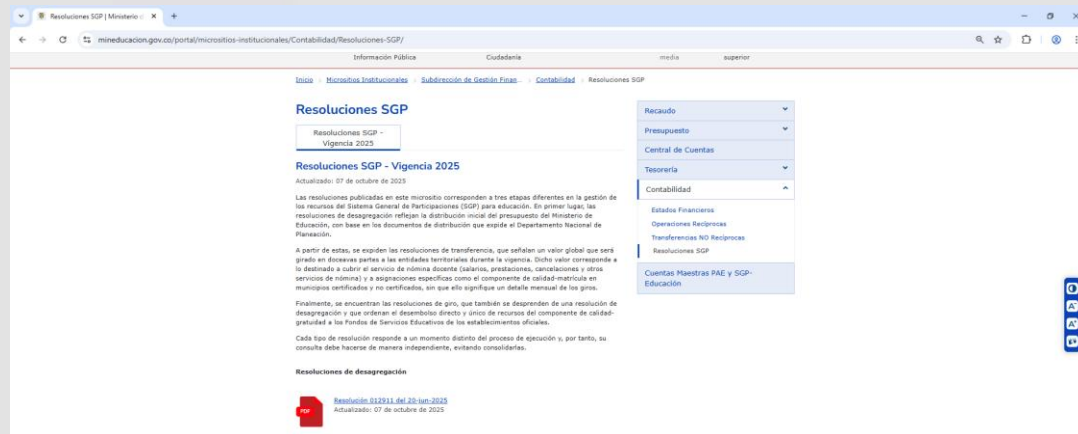 Resoluciones SGP | Ministerio d
mineducacion.gov.co/portal/micrositios-institucionales/Contabilidad/Resoluciones-SGP/
Información Pública
Ciudadanía
media
superior
Inicio
Micrositios Institucionales
Subdirección de Gestión Finan...
Contabilidad
Resoluciones SGP
Resoluciones SGP
Resoluciones SGP -
Vigencia 2025
Resoluciones SGP - Vigencia 2025
Actualizado: 07 de octubre de 2025
Las resoluciones publicadas en este micrositio corresponden a tres etapas diferentes en la gestión de
los recursos del Sistema General de Participaciones (SGP) para educación. En primer lugar, las
resoluciones de desagregación reflejan la distribución inicial del presupuesto del Ministerio de
Educación, con base en los documentos de distribución que expide el Departamento Nacional de
Planeación.
A partir de estas, se expiden las resoluciones de transferencia, que señalan un valor global que será
girado en doceavas partes a las entidades territoriales durante la vigencia. Dicho valor corresponde a
lo destinado a cubrir el servicio de nómina docente (salarios, prestaciones, cancelaciones y otros
servicios de nómina) y a asignaciones específicas como el componente de calidad-matrícula en
municipios certificados y no certificados, sin que ello signifique un detalle mensual de los giros.
Finalmente, se encuentran las resoluciones de giro, que también se desprenden de una resolución de
desagregación y que ordenan el desembolso directo y único de recursos del componente de calidad-
gratuidad a los Fondos de Servicios Educativos de los establecimientos oficiales.
Cada tipo de resolución responde a un momento distinto del proceso de ejecución y, por tanto, su
consulta debe hacerse de manera independiente, evitando consolidarlas.
Resoluciones de desagregación
PDF
Resolución 012911 del 20-jun-2025
Actualizado: 07 de octubre de 2025
Recaudo
Presupuesto
Central de Cuentas
Tesorería
Contabilidad
Estados Financieros
Operaciones Recíprocas
Transferencias NO Recíprocas
Resoluciones SGP
Cuentas Maestras PAE y SGP-
Educación
A-
A+